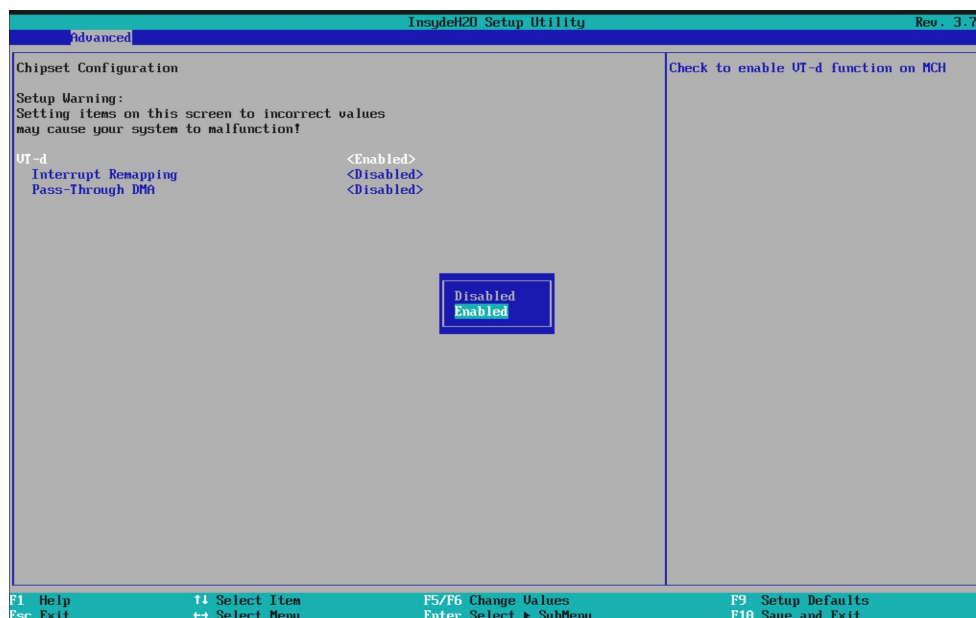 InsydeH2O Setup Utility Rev. 3.7
Advanced
Chipset Configuration
Check to enable VT-d function on MCH
Setup Warning:
Setting items on this screen to incorrect values
may cause your system to malfunction!
VT-d <Enabled>
Interrupt Remapping <Disabled>
Pass-Through DMA <Disabled>
Disabled
Enabled
F1 Help ↑↓ Select Item F5/F6 Change Values F9 Setup Defaults
Esc Exit ←→ Select Menu Enter Select ▶ SubMenu F10 Save and Exit